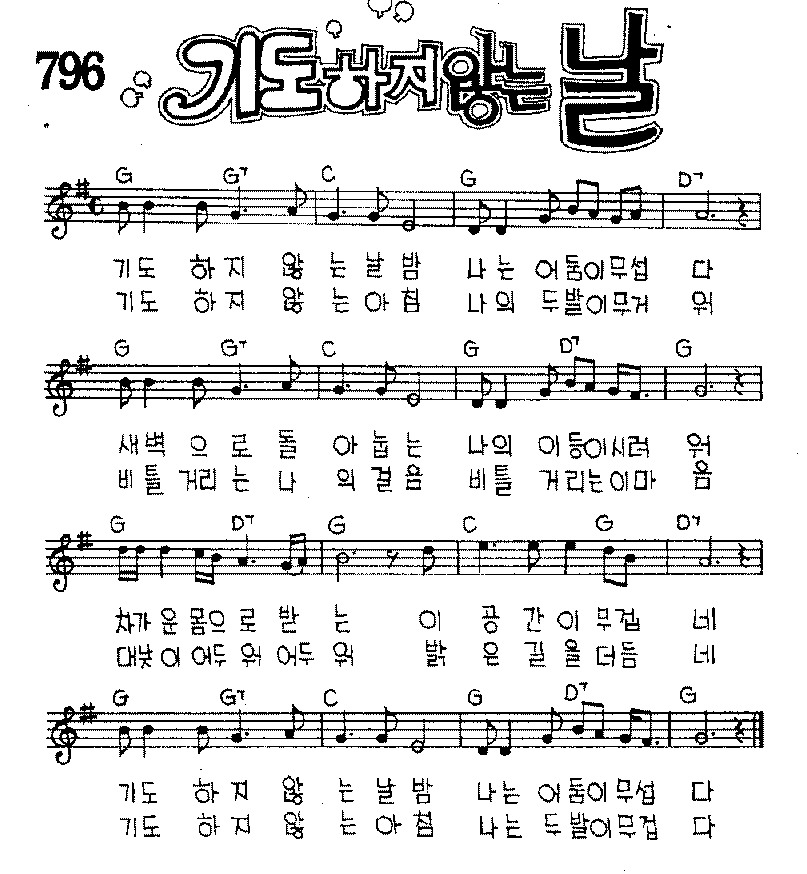 796 기도하지 않는 날
G G7 C G D7
기도 하지 않 는 날 밤 나 는 어둠이무섭 다
기도 하지 않 는 아 침 나의 두발이무거 워
G G7 C G D7 G
새벽 으 로 돌 아 눕 는 나의 이등이시려 워
비틀 거리 는 나 의 걸 음 비틀 거리는이마 음
G D7 G C G D7
차가 운 몸으 로 받 는 이 공 간 이 무겁 네
대낮 이 어두 워 어두 워 밝 은 길 을 더듬 네
G G7 C G D7 G
기도 하 지 않 는 날 밤 나는 어둠이 무섭 다
기도 하 지 않 는 아 침 나는 두 발이무겁 다